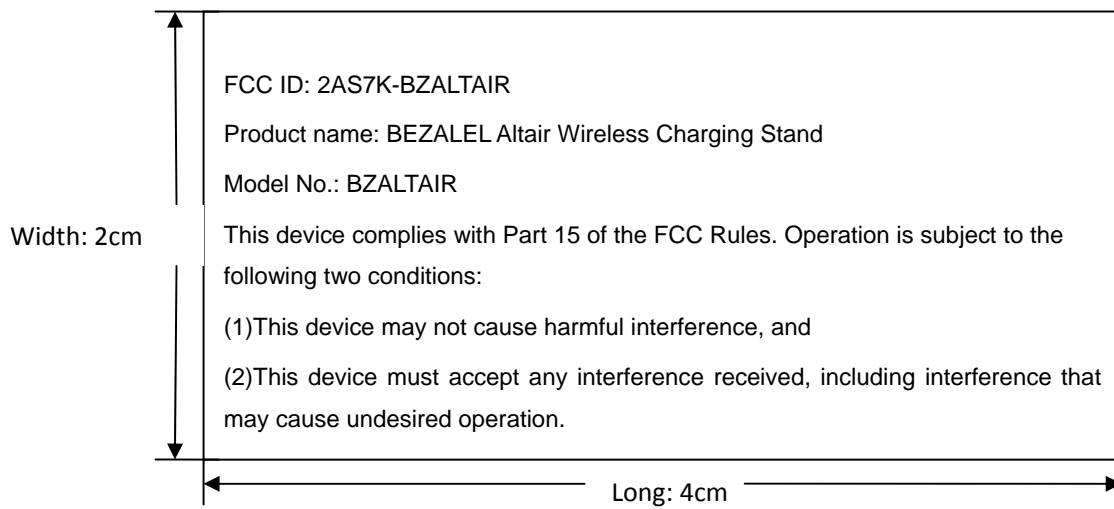 FCC ID: 2AS7K-BZALTAIR
Product name: BEZALEL Altair Wireless Charging Stand
Model No.: BZALTAIR
Width: 2cm
This device complies with Part 15 of the FCC Rules. Operation is subject to the
following two conditions:
(1)This device may not cause harmful interference, and
(2)This device must accept any interference received, including interference that
may cause undesired operation.
Long: 4cm